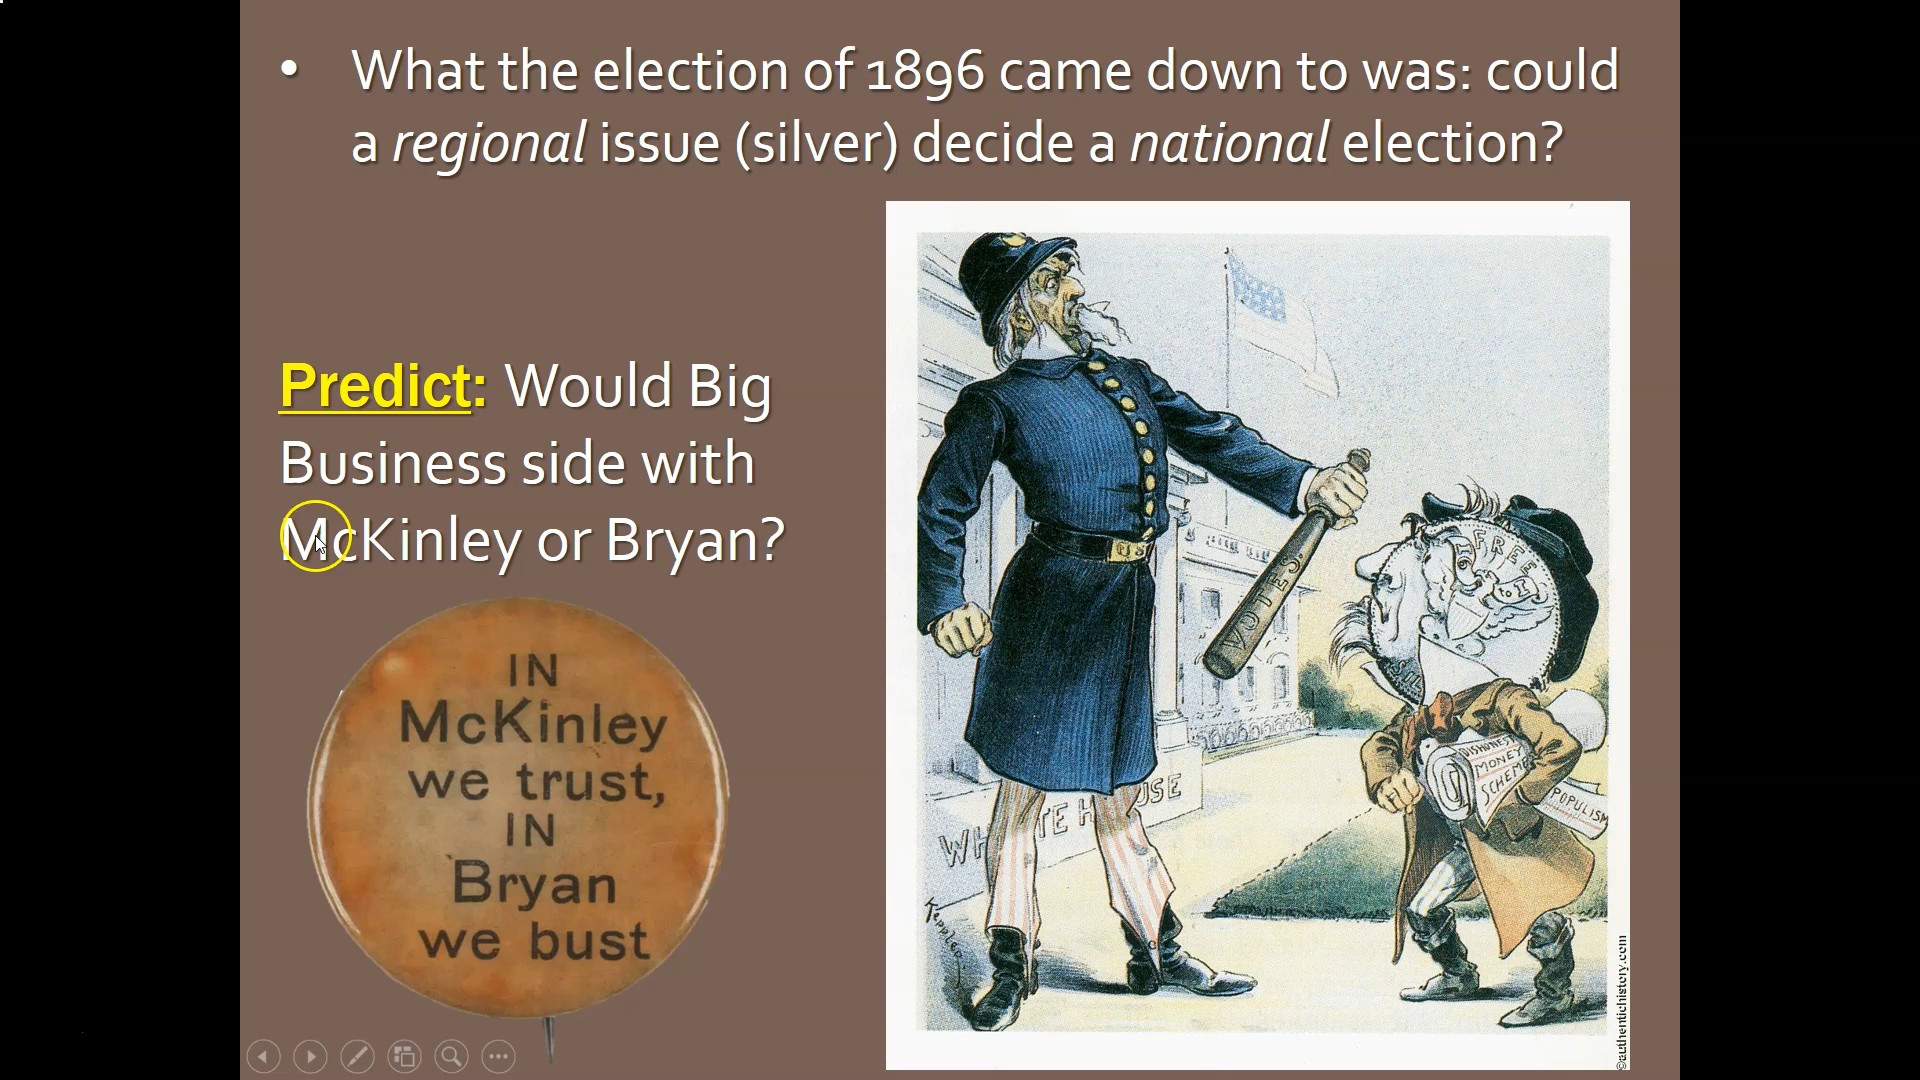 • What the election of 1896 came down to was: could
a regional issue (silver) decide a national election?
Predict: Would Big
Business side with
McKinley or Bryan?
IN
McKinley
we trust,
IN
Bryan
we bust
US
VOTES.
FREE
to 1
DISHONEST
MONEY
SCHEME
POPULISM
WHITE HOUSE
Keppler
©authentichistory.com